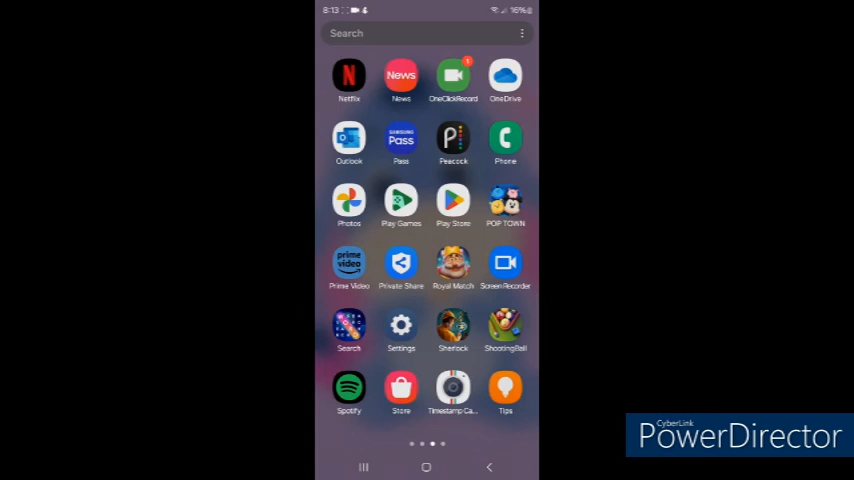 8:13
16%
Search
N
News
1
Netflix
News
OneClickRecord
OneDrive
SAMSUNG
Pass
Outlook
Pass
Peacock
Phone
Photos
Play Games
Play Store
POP TOWN
prime
video
Prime Video
Private Share
Royal Match
Screen Recorder
Search
Settings
Sherlock
ShootingBall
Spotify
Store
Timestamp Ca...
Tips
CyberLink
PowerDirector